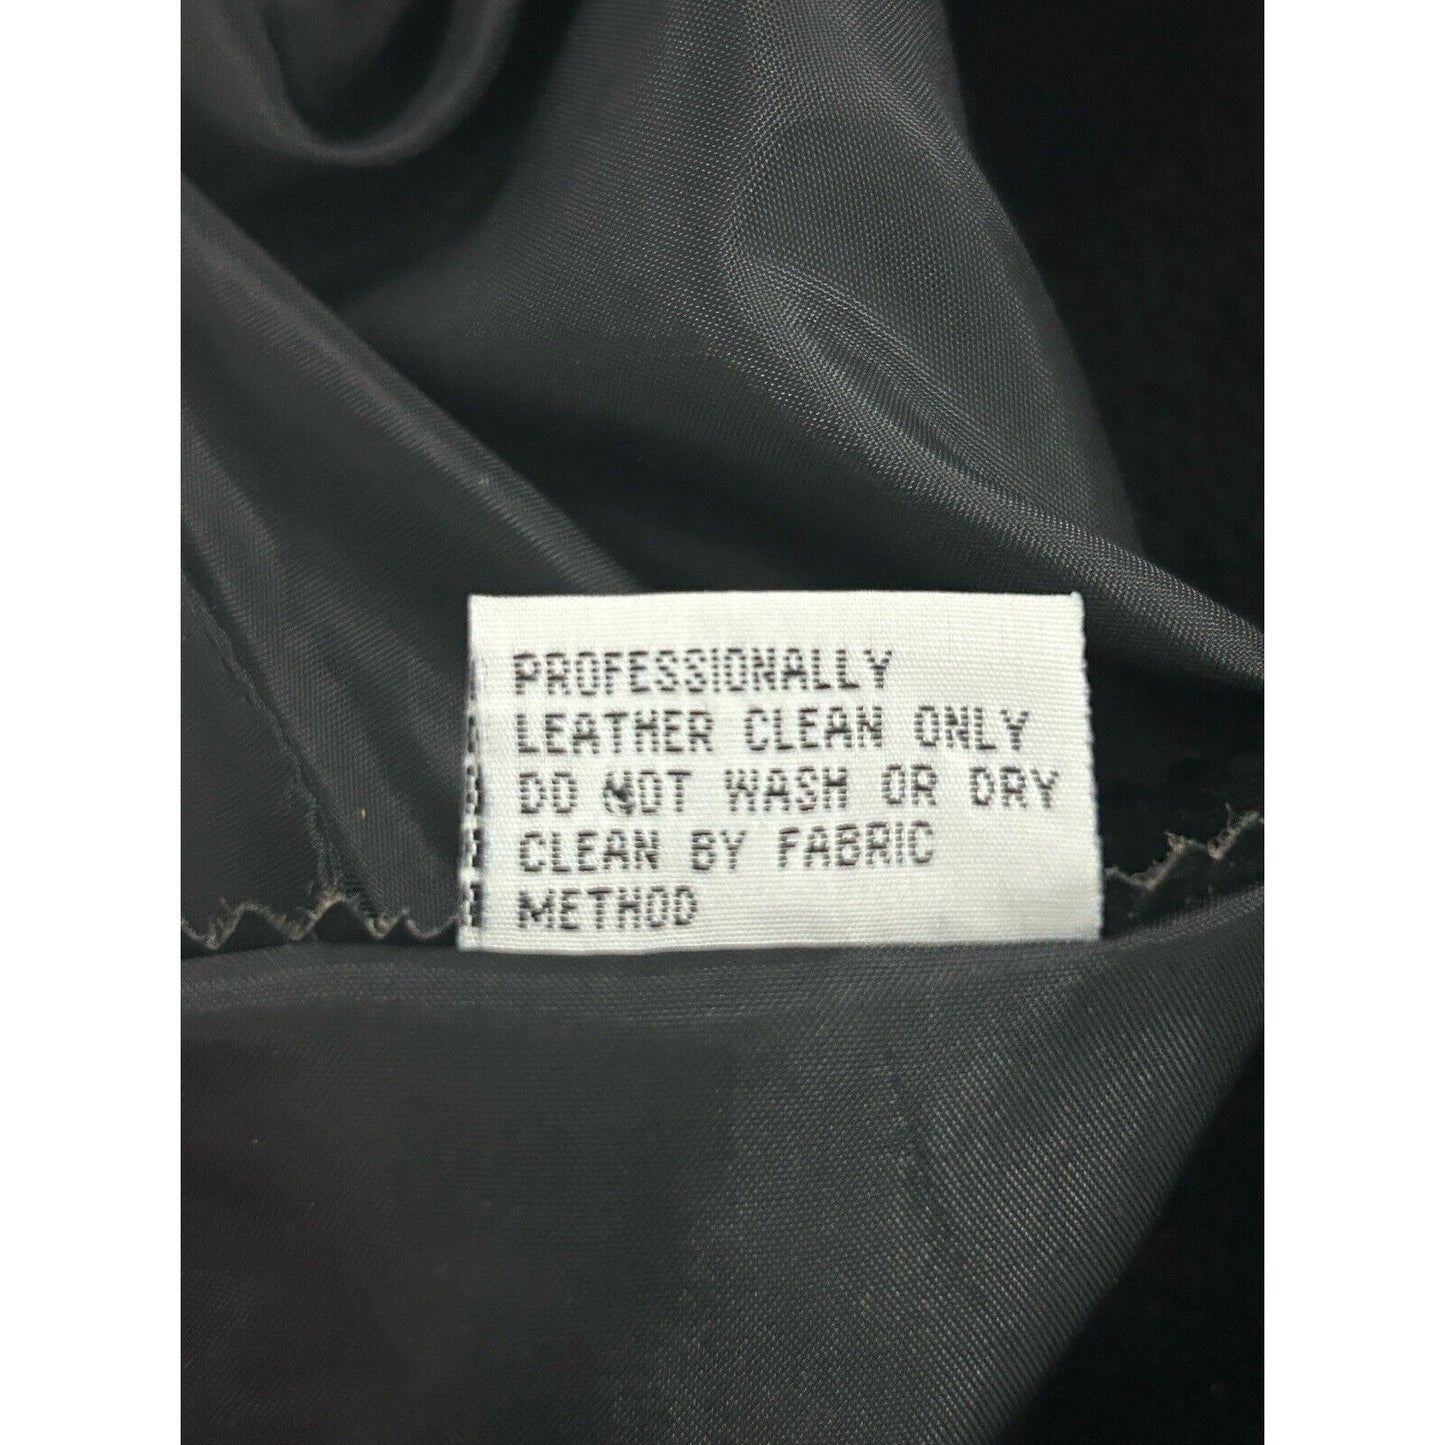 PROFESSIONALLY
LEATHER CLEAN ONLY
DO NOT WASH OR DRY
CLEAN BY FABRIC
METHOD